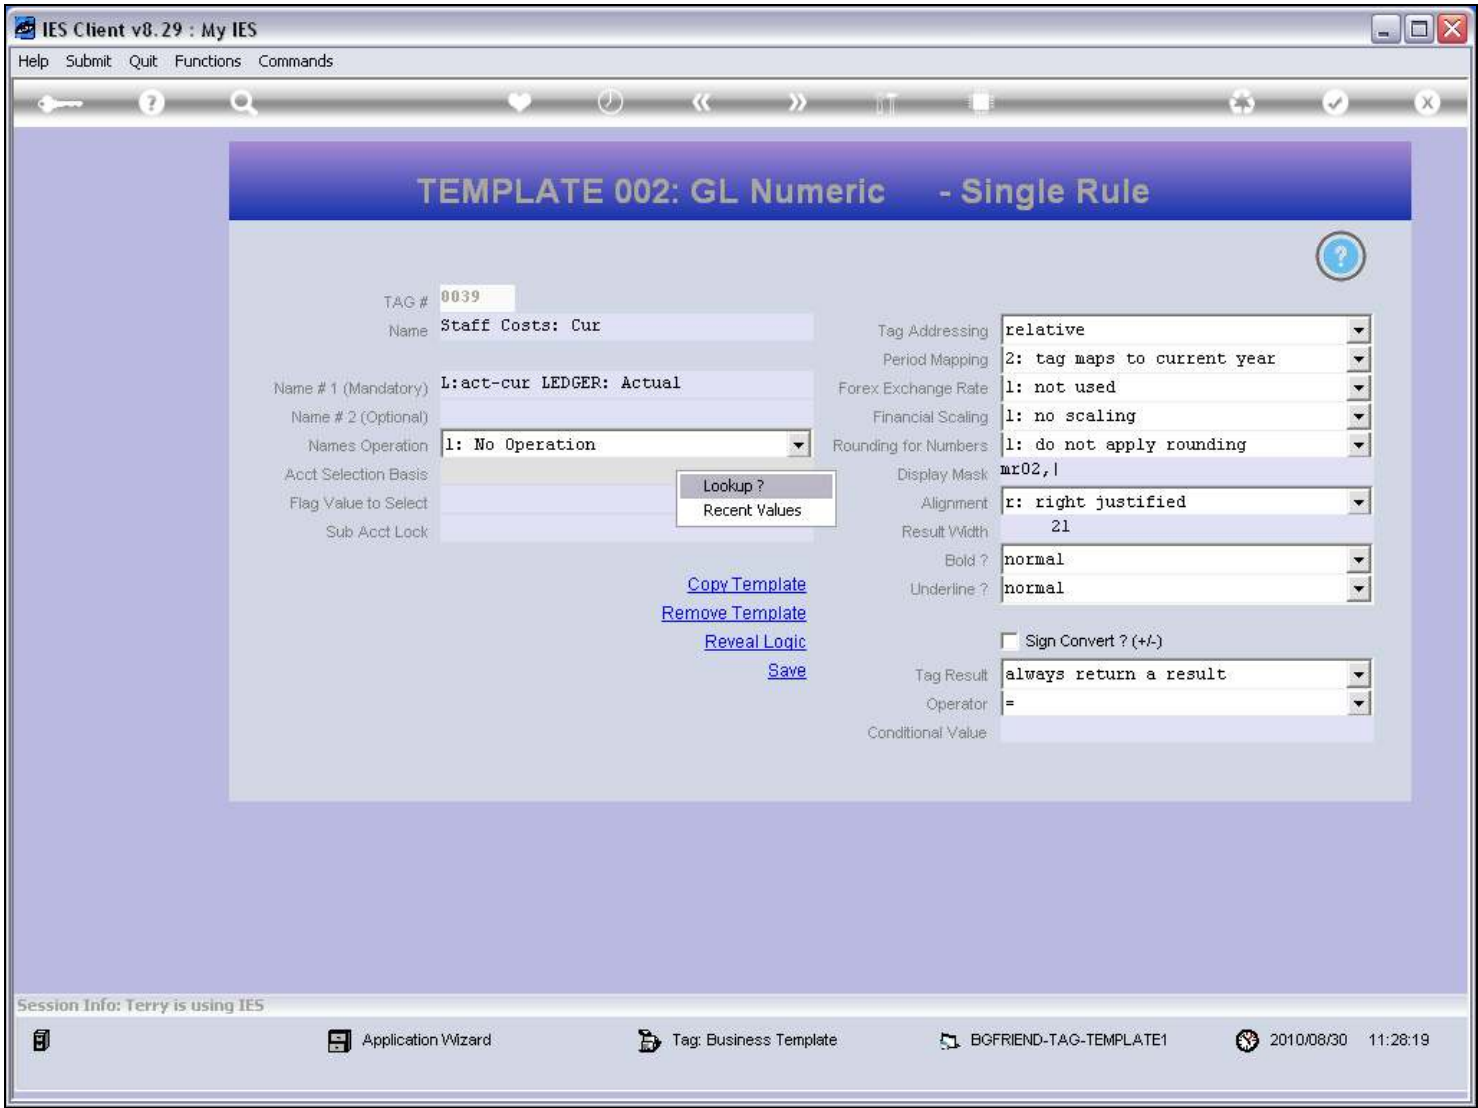 IES Client v8.29 : My IES
Help Submit Quit Functions Commands
TEMPLATE 002: GL Numeric - Single Rule
TAG # 0039
Name Staff Costs: Cur
Name # 1 (Mandatory) L:act-cur LEDGER: Actual
Name # 2 (Optional)
Names Operation 1: No Operation
Acct Selection Basis
Flag Value to Select
Sub Acct Lock
Lookup ?
Recent Values
Copy Template
Remove Template
Reveal Logic
Save
Tag Addressing relative
Period Mapping 2: tag maps to current year
Forex Exchange Rate 1: not used
Financial Scaling 1: no scaling
Rounding for Numbers 1: do not apply rounding
Display Mask mr02,|
Alignment r: right justified
Result Width 21
Bold ? normal
Underline ? normal
Sign Convert ? (+/-)
Tag Result always return a result
Operator =
Conditional Value
Session Info: Terry is using IES
Application Wizard Tag: Business Template BGFRIEND-TAG-TEMPLATE1 2010/08/30 11:28:19